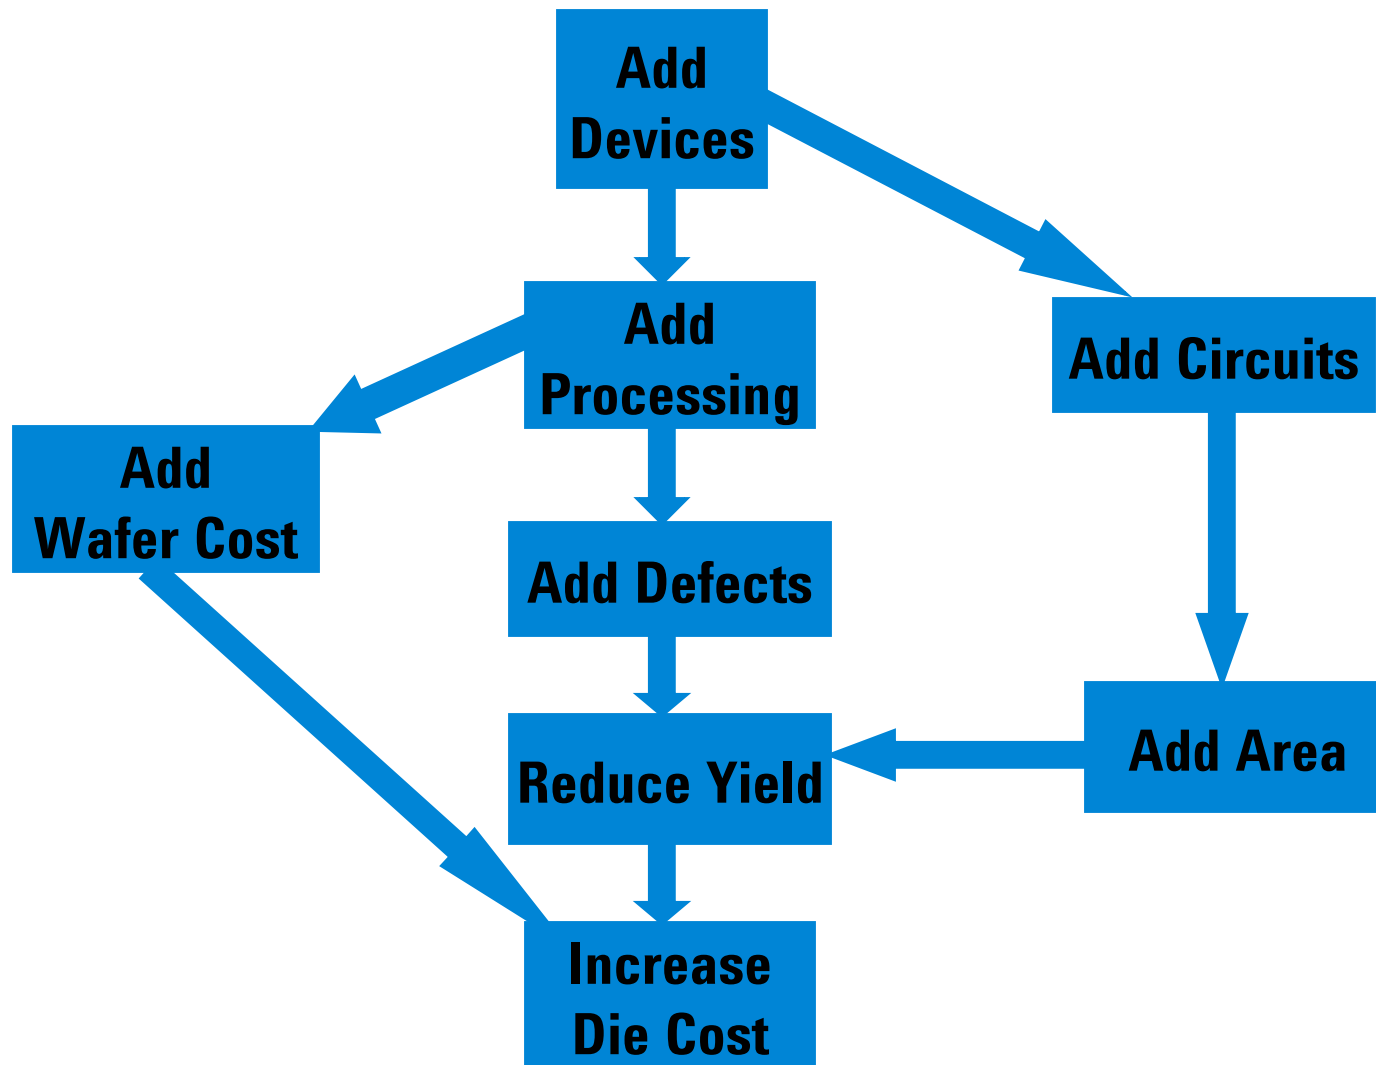 Add
Devices
Add
Processing
Add Circuits
Add
Wafer Cost
Add Defects
Reduce Yield
Add Area
Increase
Die Cost